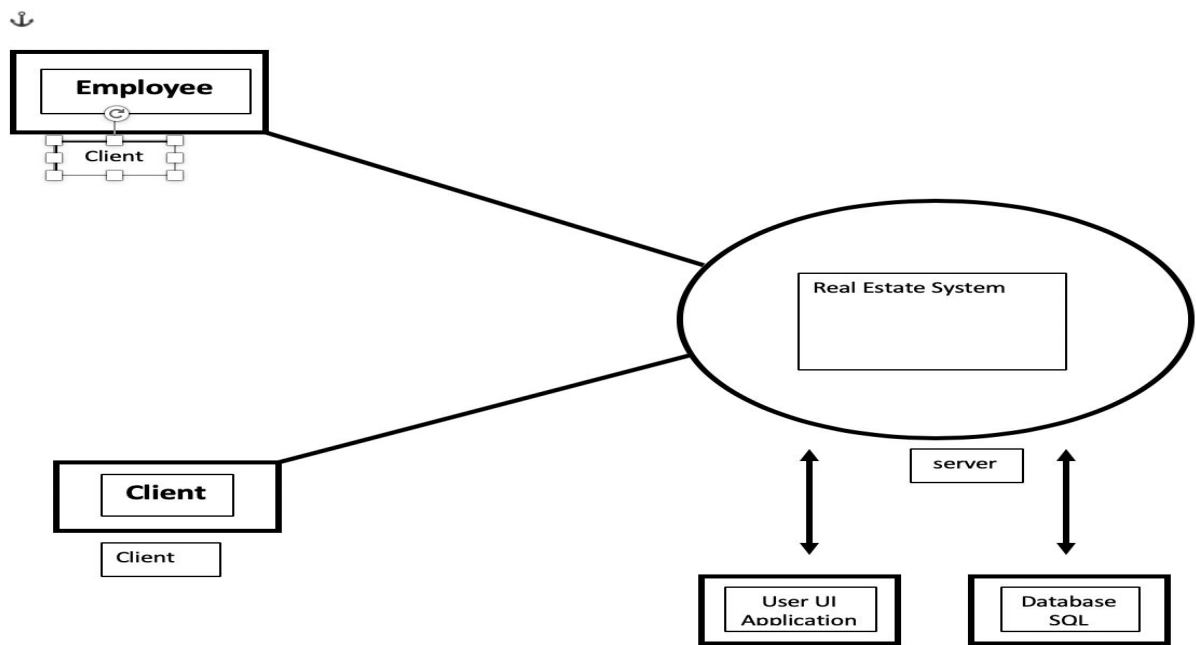 Employee
Client
Real Estate System
server
Client
Client
User UI
Application
Database
SQL